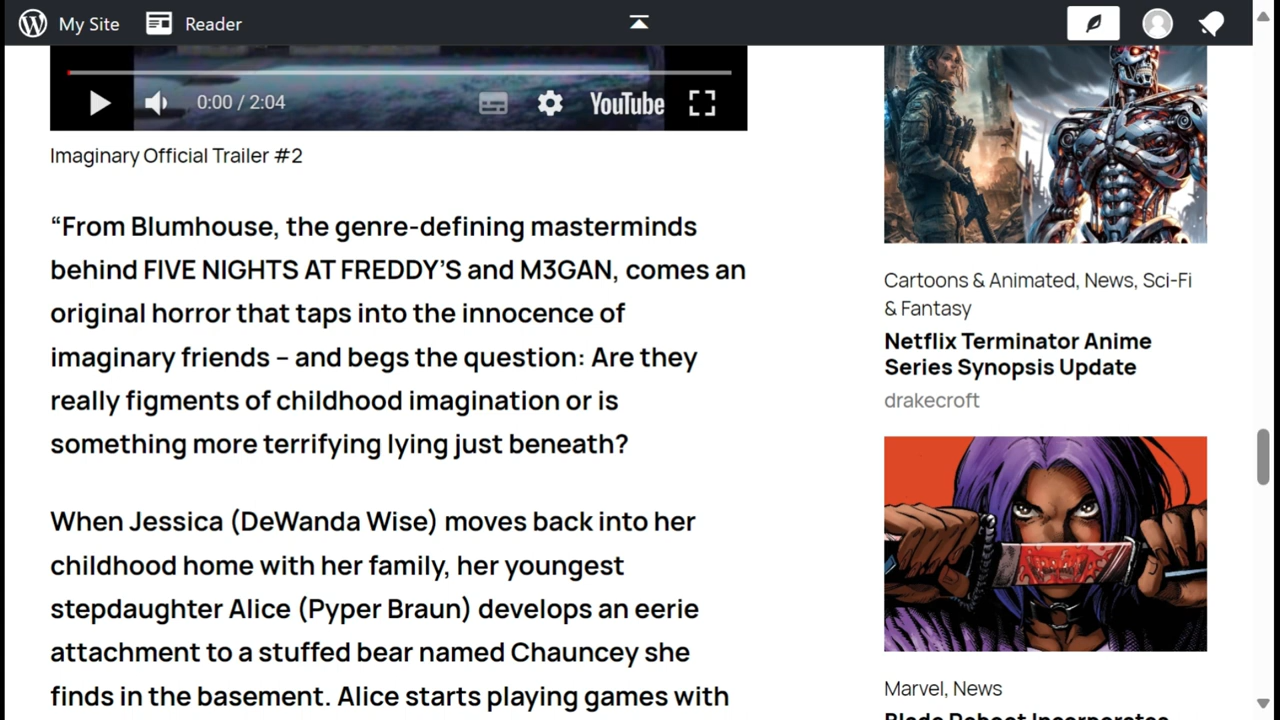 My Site
Reader
0:00 / 2:04
YouTube
Imaginary Official Trailer #2
“From Blumhouse, the genre-defining masterminds
behind FIVE NIGHTS AT FREDDY’S and M3GAN, comes an
original horror that taps into the innocence of
imaginary friends – and begs the question: Are they
really figments of childhood imagination or is
something more terrifying lying just beneath?
When Jessica (DeWanda Wise) moves back into her
childhood home with her family, her youngest
stepdaughter Alice (Pyper Braun) develops an eerie
attachment to a stuffed bear named Chauncey she
finds in the basement. Alice starts playing games with
Cartoons & Animated, News, Sci-Fi
& Fantasy
Netflix Terminator Anime
Series Synopsis Update
drakecroft
Marvel, News
Blade Reboot Incorporates